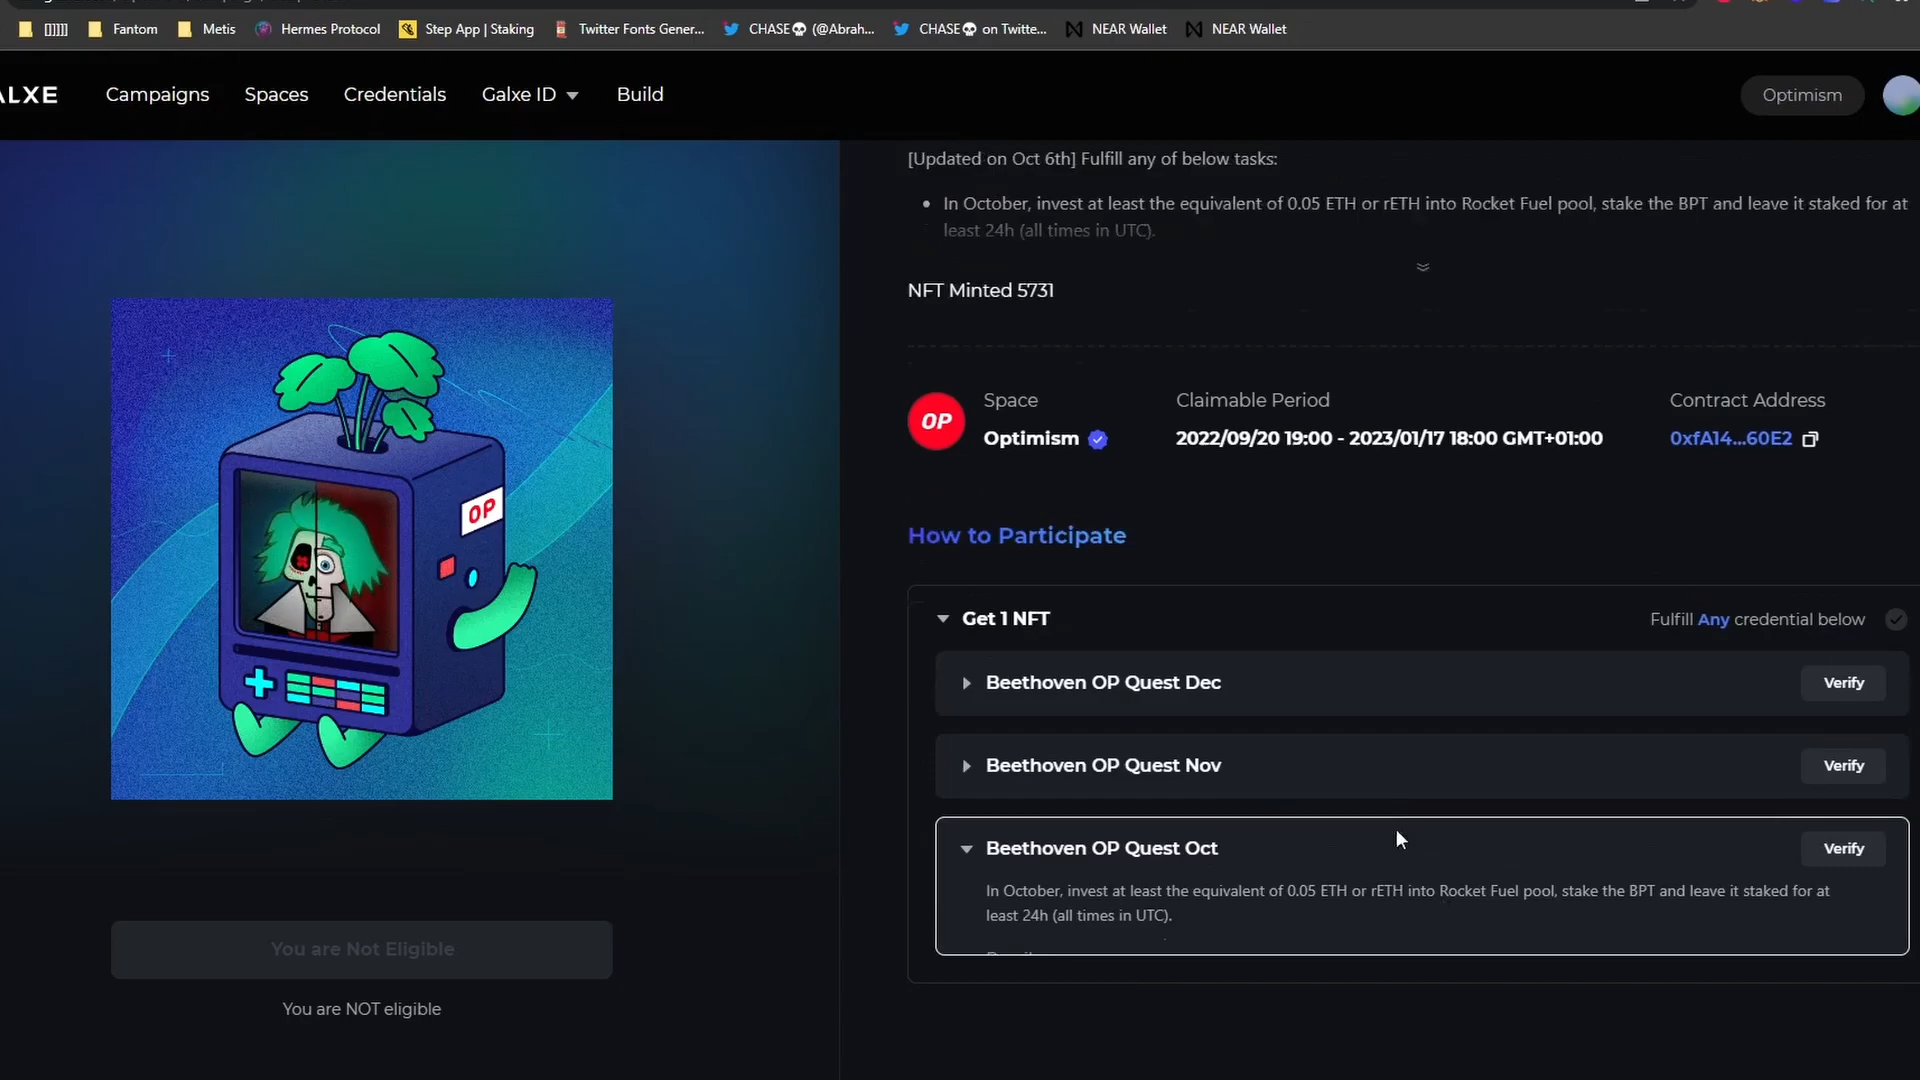 []​[]​[]​[]​[]
Fantom
Metis
Hermes Protocol
Step App | Staking
Twitter Fonts Gener...
CHASE💀 (@Abrah...
CHASE💀 on Twitte...
NEAR Wallet
NEAR Wallet
ALXE
Campaigns
Spaces
Credentials
Galxe ID
Build
Optimism
[Updated on Oct 6th] Fulfill any of below tasks:
In October, invest at least the equivalent of 0.05 ETH or rETH into Rocket Fuel pool, stake the BPT and leave it staked for at
least 24h (all times in UTC).
NFT Minted 5731
OP
Space
Optimism
Claimable Period
2022/09/20 19:00 - 2023/01/17 18:00 GMT+01:00
Contract Address
0xfA14...60E2
OP
How to Participate
Get 1 NFT
Fulfill Any credential below
Beethoven OP Quest Dec
Verify
Beethoven OP Quest Nov
Verify
Beethoven OP Quest Oct
Verify
In October, invest at least the equivalent of 0.05 ETH or rETH into Rocket Fuel pool, stake the BPT and leave it staked for at
least 24h (all times in UTC).
You are Not Eligible
You are NOT eligible